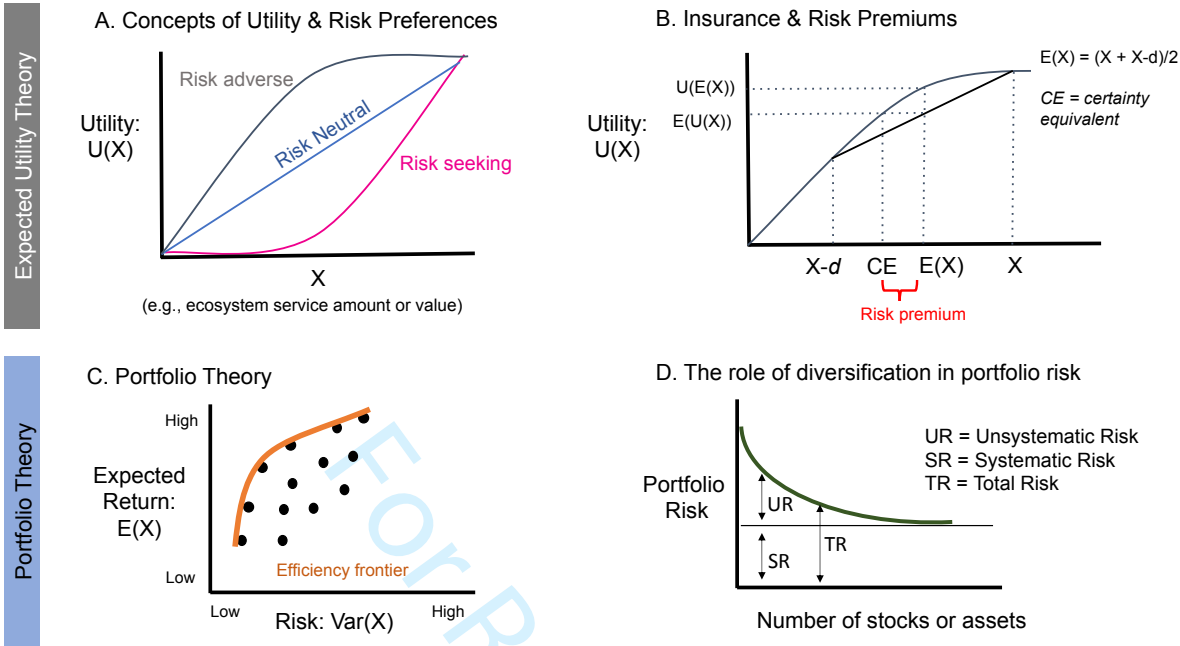 Expected Utility Theory
A. Concepts of Utility & Risk Preferences
Risk adverse
Utility:
U(X)
Risk Neutral
Risk seeking
X
(e.g., ecosystem service amount or value)
B. Insurance & Risk Premiums
E(X) = (X + X-d)/2
U(E(X))
CE = certainty
equivalent
E(U(X))
Utility:
U(X)
X-d CE E(X) X
Risk premium
Portfolio Theory
C. Portfolio Theory
High
Expected
Return:
E(X)
Efficiency frontier
Low
Low
High
Risk: Var(X)
D. The role of diversification in portfolio risk
UR = Unsystematic Risk
SR = Systematic Risk
TR = Total Risk
Portfolio
Risk
UR
TR
SR
Number of stocks or assets
For R